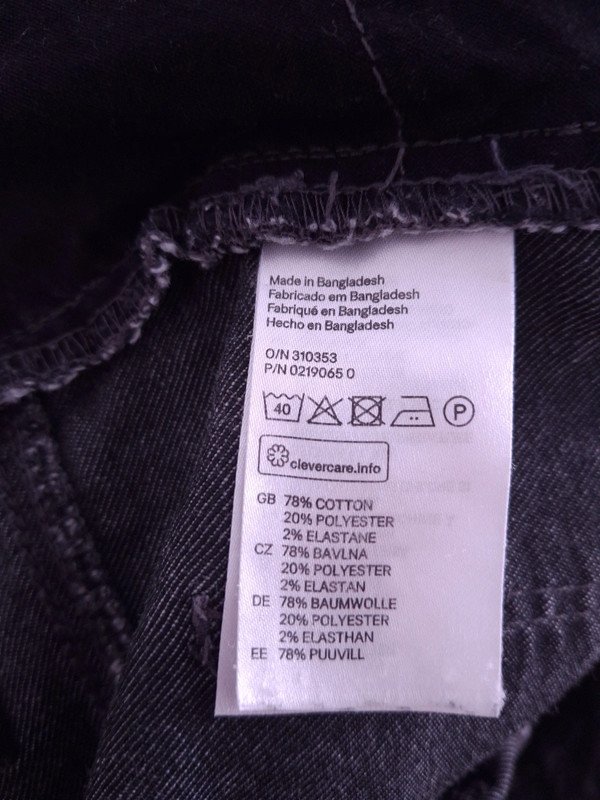 Made in Bangladesh
Fabricado em Bangladesh
Fabriqué en Bangladesh
Hecho en Bangladesh
O/N 310353
P/N 0219065 0
40 P
clevercare.info
GB 78% COTTON
20% POLYESTER
2% ELASTANE
CZ 78% BAVLNA
20% POLYESTER
2% ELASTAN
DE 78% BAUMWOLLE
20% POLYESTER
2% ELASTHAN
EE 78% PUUVILL